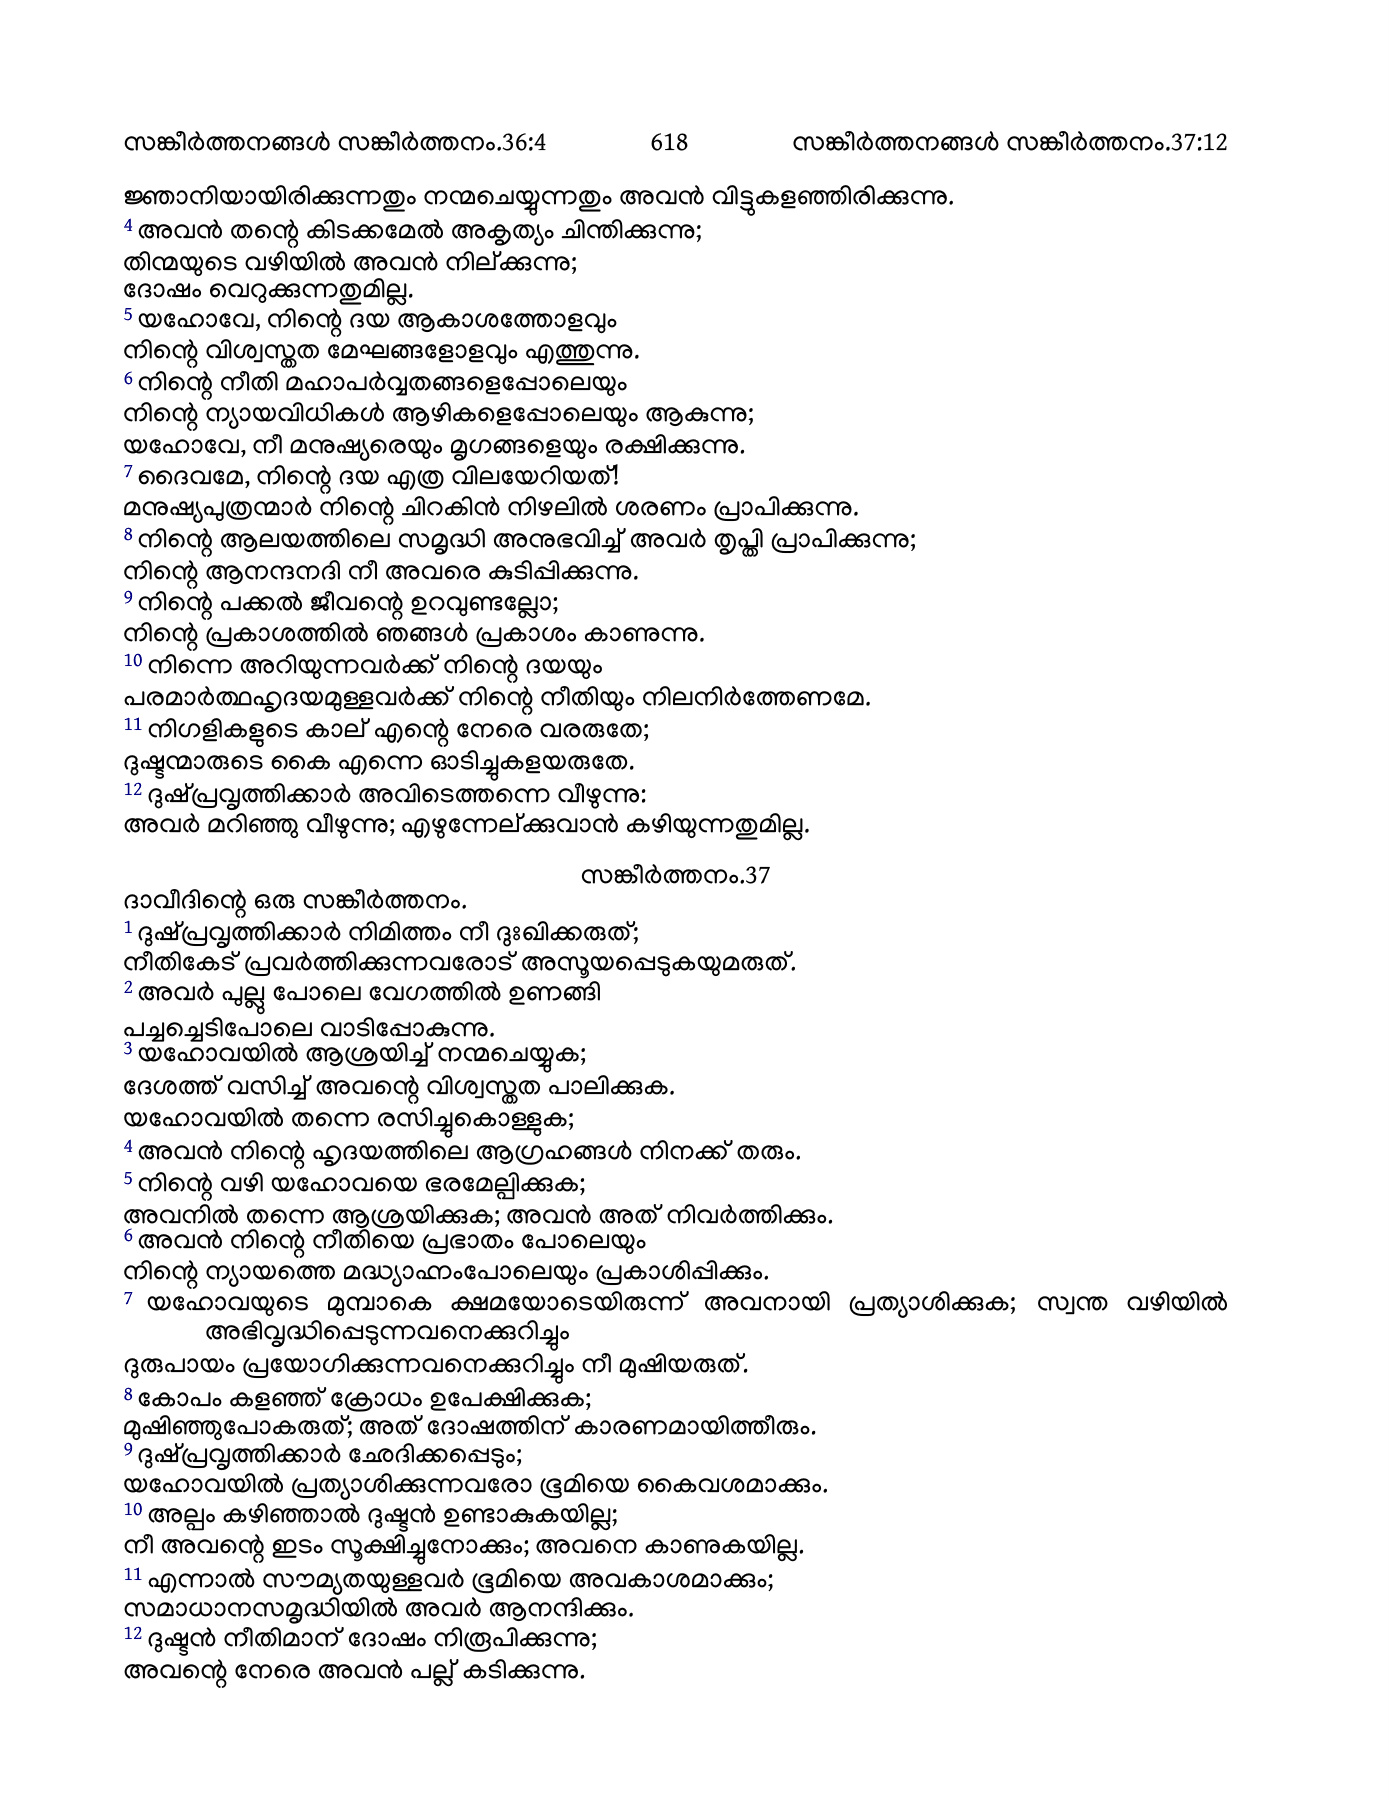 സങ്കീർത്തനങ്ങൾ സങ്കീർത്തനം.36:4 618 സങ്കീർത്തനങ്ങൾ സങ്കീർത്തനം.37:12
ജ്ഞാനിയായിരിക്കുന്നതും നന്മചെയ്യുന്നതും അവൻ വിട്ടുകളഞ്ഞിരിക്കുന്നു.
4 അവൻ തന്റെ കിടക്കമേൽ അകൃത്യം ചിന്തിക്കുന്നു;
തിന്മയുടെ വഴിയിൽ അവൻ നില്ക്കുന്നു;
ദോഷം വെറുക്കുന്നതുമില്ല.
5 യഹോവേ, നിന്റെ ദയ ആകാശത്തോളവും
നിന്റെ വിശ്വസ്തത മേഘങ്ങളോളവും എത്തുന്നു.
6 നിന്റെ നീതി മഹാപർവ്വതങ്ങളെപ്പോലെയും
നിന്റെ ന്യായവിധികൾ ആഴികളെപ്പോലെയും ആകുന്നു;
യഹോവേ, നീ മനുഷ്യരെയും മൃഗങ്ങളെയും രക്ഷിക്കുന്നു.
7 ദൈവമേ, നിന്റെ ദയ എത്ര വിലയേറിയത്!
മനുഷ്യപുത്രന്മാർ നിന്റെ ചിറകിൻ നിഴലിൽ ശരണം പ്രാപിക്കുന്നു.
8 നിന്റെ ആലയത്തിലെ സമൃദ്ധി അനുഭവിച്ച് അവർ തൃപ്തി പ്രാപിക്കുന്നു;
നിന്റെ ആനന്ദനദി നീ അവരെ കുടിപ്പിക്കുന്നു.
9 നിന്റെ പക്കൽ ജീവന്റെ ഉറവുണ്ടല്ലോ;
നിന്റെ പ്രകാശത്തിൽ ഞങ്ങൾ പ്രകാശം കാണുന്നു.
10 നിന്നെ അറിയുന്നവർക്ക് നിന്റെ ദയയും
പരമാർത്ഥഹൃദയമുള്ളവർക്ക് നിന്റെ നീതിയും നിലനിർത്തേണമേ.
11 നിഗളികളുടെ കാല് എന്റെ നേരെ വരരുതേ;
ദുഷ്ടന്മാരുടെ കൈ എന്നെ ഓടിച്ചുകളയരുതേ.
12 ദുഷ്‌പ്രവൃത്തിക്കാർ അവിടെത്തന്നെ വീഴുന്നു:
അവർ മറിഞ്ഞു വീഴുന്നു; എഴുന്നേല്ക്കുവാൻ കഴിയുന്നതുമില്ല.
സങ്കീർത്തനം.37
ദാവീദിന്റെ ഒരു സങ്കീർത്തനം.
1 ദുഷ്‌പ്രവൃത്തിക്കാർ നിമിത്തം നീ ദുഃഖിക്കരുത്;
നീതികേട് പ്രവർത്തിക്കുന്നവരോട് അസൂയപ്പെടുകയുമരുത്.
2 അവർ പുല്ലു പോലെ വേഗത്തിൽ ഉണങ്ങി
പച്ചച്ചെടിപോലെ വാടിപ്പോകുന്നു.
3 യഹോവയിൽ ആശ്രയിച്ച് നന്മചെയ്യുക;
ദേശത്ത് വസിച്ച് അവന്റെ വിശ്വസ്തത പാലിക്കുക.
യഹോവയിൽ തന്നെ രസിച്ചുകൊള്ളുക;
4 അവൻ നിന്റെ ഹൃദയത്തിലെ ആഗ്രഹങ്ങൾ നിനക്ക് തരും.
5 നിന്റെ വഴി യഹോവയെ ഭരമേല്പിക്കുക;
അവനിൽ തന്നെ ആശ്രയിക്കുക; അവൻ അത് നിവർത്തിക്കും.
6 അവൻ നിന്റെ നീതിയെ പ്രഭാതം പോലെയും
നിന്റെ ന്യായത്തെ മദ്ധ്യാഹ്നംപോലെയും പ്രകാശിപ്പിക്കും.
7 യഹോവയുടെ മുമ്പാകെ ക്ഷമയോടെയിരുന്ന് അവനായി പ്രത്യാശിക്കുക; സ്വന്ത വഴിയിൽ
അഭിവൃദ്ധിപ്പെടുന്നവനെക്കുറിച്ചും
ദുരുപായം പ്രയോഗിക്കുന്നവനെക്കുറിച്ചും നീ മുഷിയരുത്.
8 കോപം കളഞ്ഞ് ക്രോധം ഉപേക്ഷിക്കുക;
മുഷിഞ്ഞുപോകരുത്; അത് ദോഷത്തിന് കാരണമായിത്തീരും.
9 ദുഷ്‌പ്രവൃത്തിക്കാർ ഛേദിക്കപ്പെടും;
യഹോവയിൽ പ്രത്യാശിക്കുന്നവരോ ഭൂമിയെ കൈവശമാക്കും.
10 അല്പം കഴിഞ്ഞാൽ ദുഷ്ടൻ ഉണ്ടാകുകയില്ല;
നീ അവന്റെ ഇടം സൂക്ഷിച്ചുനോക്കും; അവനെ കാണുകയില്ല.
11 എന്നാൽ സൗമ്യതയുള്ളവർ ഭൂമിയെ അവകാശമാക്കും;
സമാധാനസമൃദ്ധിയിൽ അവർ ആനന്ദിക്കും.
12 ദുഷ്ടൻ നീതിമാന് ദോഷം നിരൂപിക്കുന്നു;
അവന്റെ നേരെ അവൻ പല്ല് കടിക്കുന്നു.